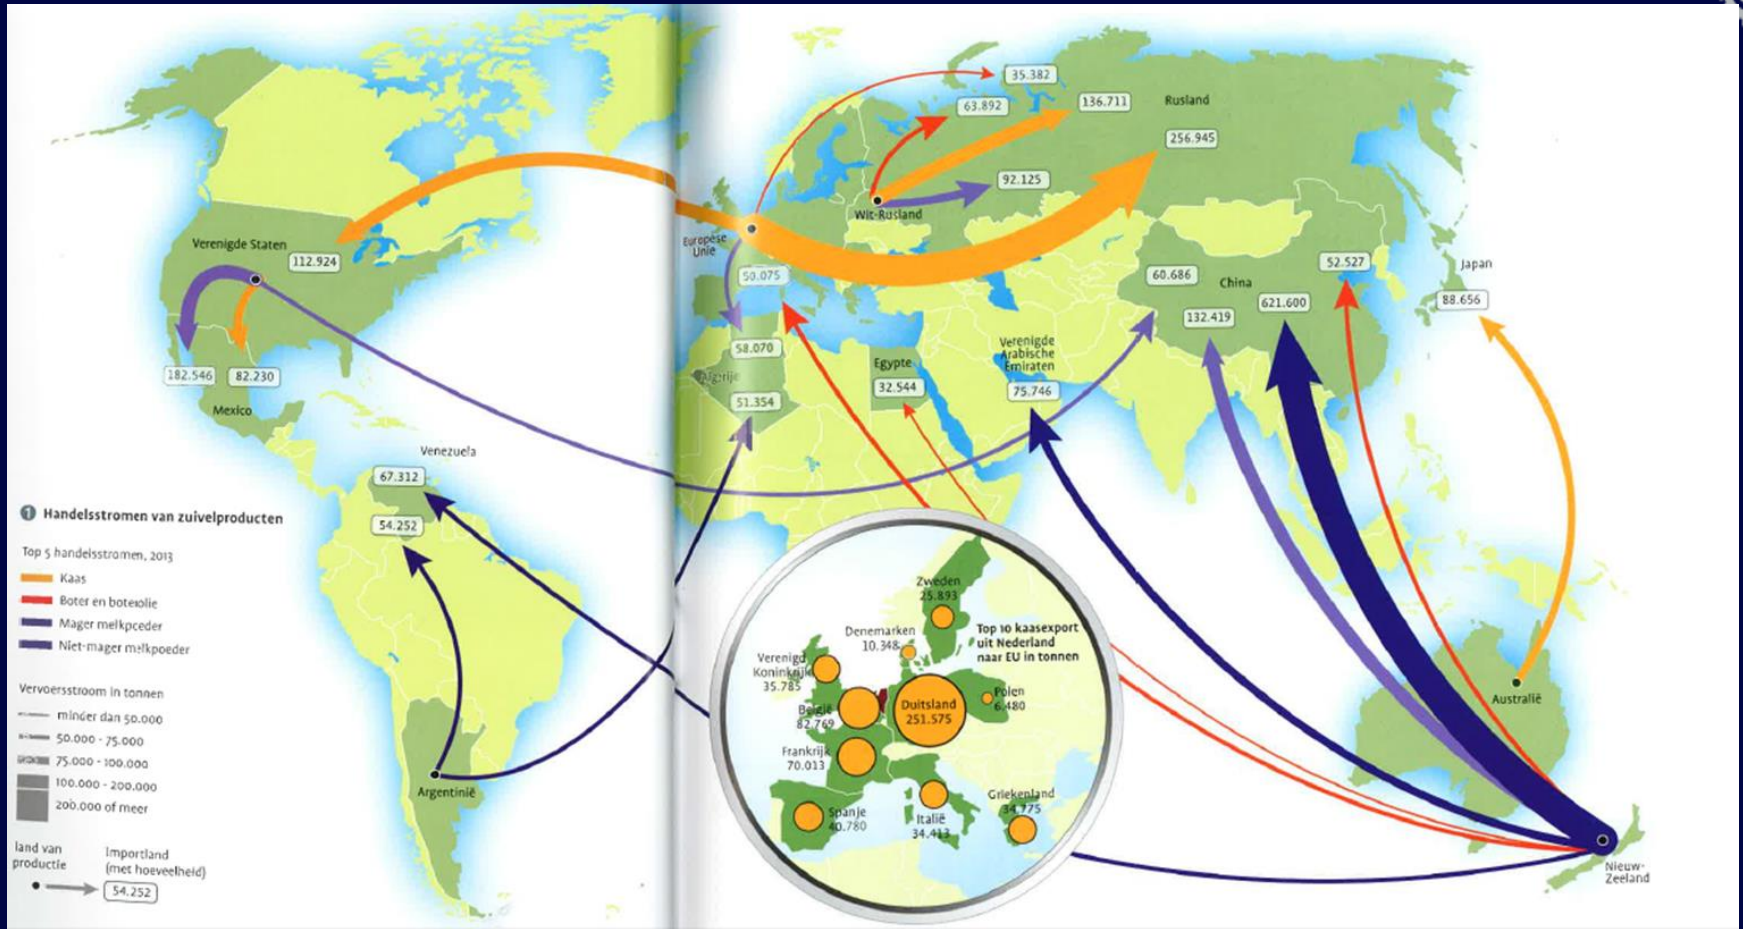 35.382
63.892
136.711
Rusland
256.945
92.125
Wit-Rusland
Europese
Unie
50.075
Verenigde Staten
112.924
182.546
82.230
Mexico
58.070
Algerije
51.354
Egypte
32.544
Verenigde
Arabische
Emiraten
75.746
60.686
China
132.419
621.600
52.527
Japan
88.656
Venezuela
67.312
54.252
Argentinië
Australië
Nieuw-
Zeeland
1 Handelsstromen van zuivelproducten
Top 5 handelsstromen, 2013
Kaas
Boter en boterolie
Mager melkpoeder
Niet-mager melkpoeder
Vervoersstroom in tonnen
minder dan 50.000
50.000 - 75.000
75.000 - 100.000
100.000 - 200.000
200.000 of meer
land van
productie
Importland
(met hoeveelheid)
54.252
Top 10 kaasexport
uit Nederland
naar EU in tonnen
Zweden
25.893
Denemarken
10.348
Verenigd
Koninkrijk
35.785
België
82.769
Duitsland
251.575
Polen
6.480
Frankrijk
70.013
Spanje
40.780
Italië
34.413
Griekenland
34.775